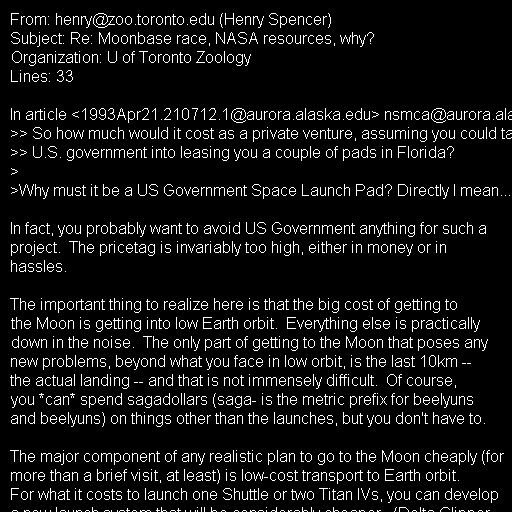 From: henry@zoo.toronto.edu (Henry Spencer)
Subject: Re: Moonbase race, NASA resources, why?
Organization: U of Toronto Zoology
Lines: 33

In article <1993Apr21.210712.1@aurora.alaska.edu> nsmca@aurora.ala
>> So how much would it cost as a private venture, assuming you could ta
>> U.S. government into leasing you a couple of pads in Florida?
>
>Why must it be a US Government Space Launch Pad? Directly I mean...

In fact, you probably want to avoid US Government anything for such a
project.  The pricetag is invariably too high, either in money or in
hassles.

The important thing to realize here is that the big cost of getting to
the Moon is getting into low Earth orbit.  Everything else is practically
down in the noise.  The only part of getting to the Moon that poses any
new problems, beyond what you face in low orbit, is the last 10km --
the actual landing -- and that is not immensely difficult.  Of course,
you *can* spend sagadollars (saga- is the metric prefix for beelyuns
and beelyuns) on things other than the launches, but you don't have to.

The major component of any realistic plan to go to the Moon cheaply (for
more than a brief visit, at least) is low-cost transport to Earth orbit.
For what it costs to launch one Shuttle or two Titan IVs, you can develop
a new launch system that will be considerably cheaper.  (Delta Clipper